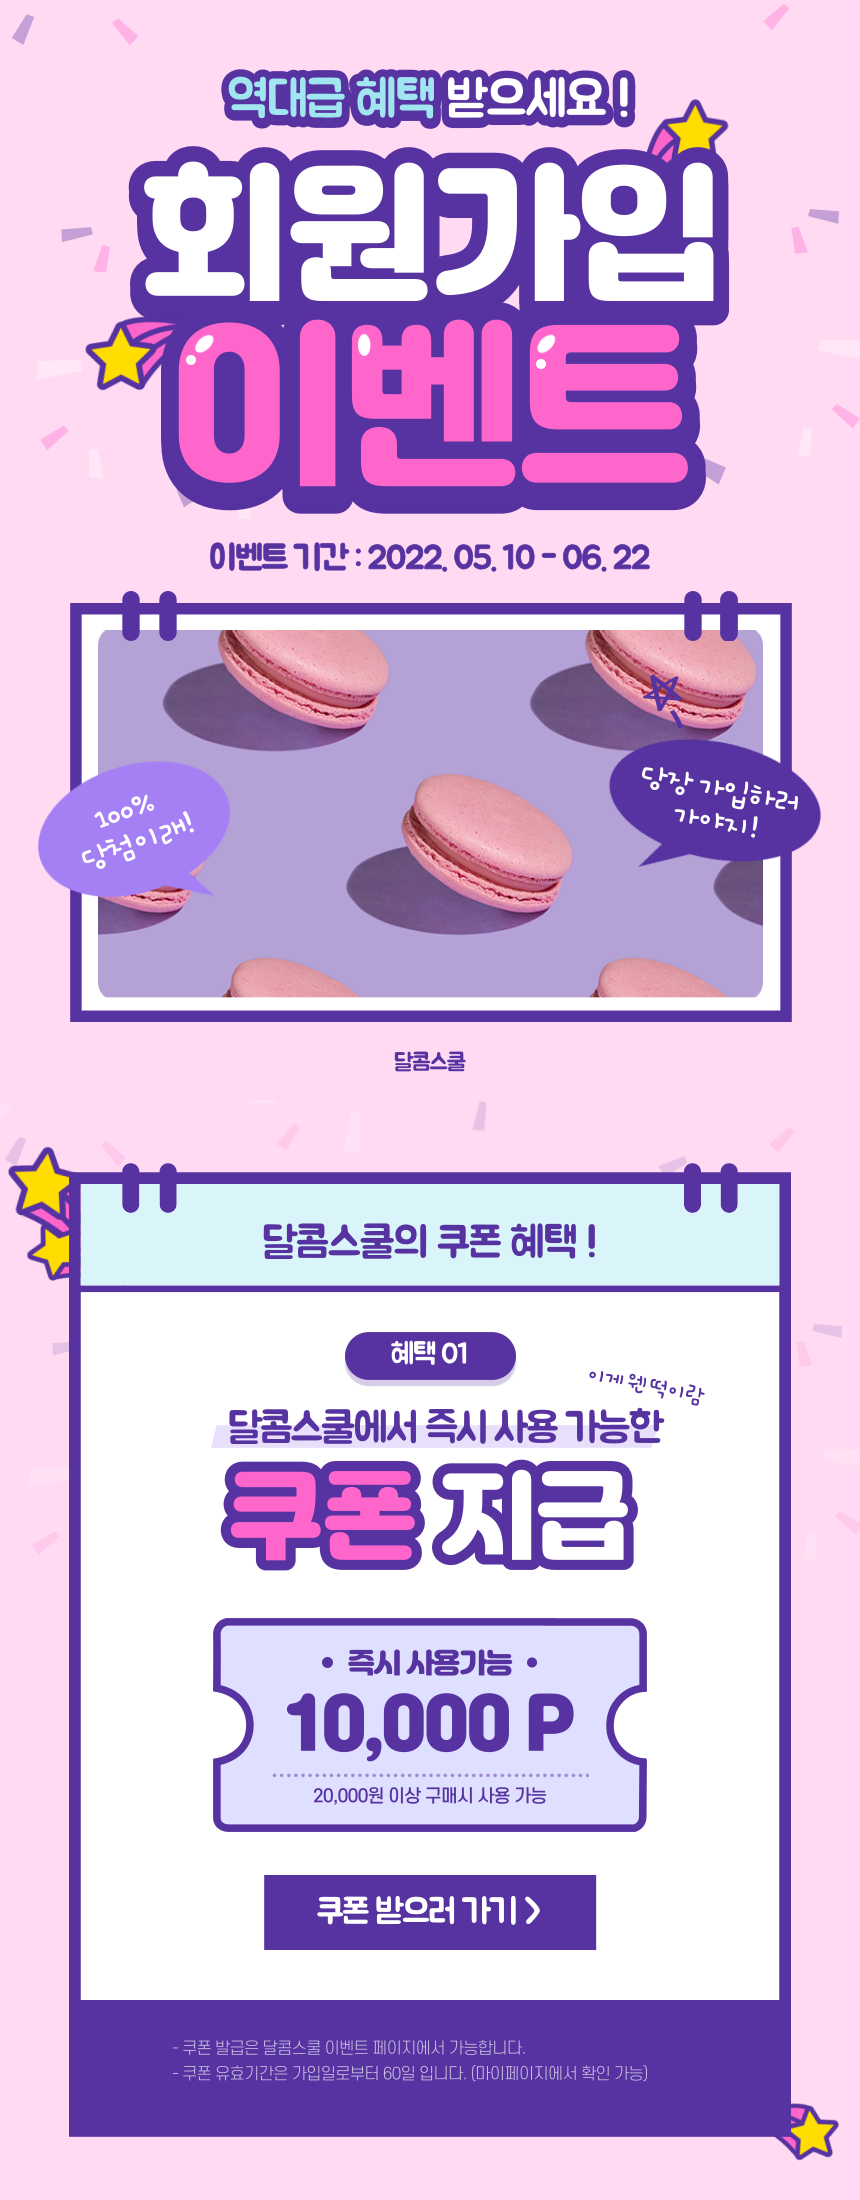 역대급 혜택 받으세요 !
회원가입
이벤트
이벤트 기간 : 2022. 05. 10 - 06. 22
당장 가입하러
가야지!
100%
당첨이래!
달콤스쿨
달콤스쿨의 쿠폰 혜택 !
혜택 01
이게 웬 떡이람
달콤스쿨에서 즉시 사용 가능한
쿠폰 지급
• 즉시 사용가능 •
10,000 P
20,000원 이상 구매시 사용 가능
쿠폰 받으러 가기 >
- 쿠폰 발급은 달콤스쿨 이벤트 페이지에서 가능합니다.
- 쿠폰 유효기간은 가입일로부터 60일 입니다. (마이페이지에서 확인 가능)